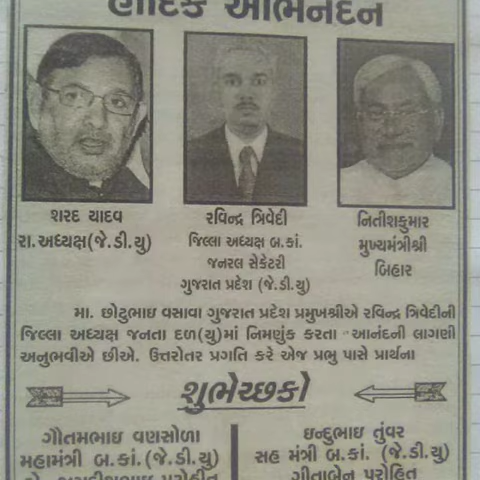 હાર્દિક અભિનંદન
શરદ યાદવ
રા.અધ્યક્ષ(જે.ડી.યુ)
રવિન્દ્ર ત્રિવેદી
જિલ્લા અધ્યક્ષ બ.કાં.
જનરલ સેકેટરી
ગુજરાત પ્રદેશ (જે.ડી.યુ)
નિતીશકુમાર
મુખ્યમંત્રીશ્રી
બિહાર
મા. છોટુભાઇ વસાવા ગુજરાત પ્રદેશ પ્રમુખશ્રીએ રવિન્દ્ર ત્રિવેદીની
જિલ્લા અધ્યક્ષ જનતા દળ(યુ)માં નિમણુંક કરતા આનંદની લાગણી
અનુભવીએ છીએ. ઉત્તરોતર પ્રગતિ કરે એજ પ્રભુ પાસે પ્રાર્થના
શુભેચ્છકો
ગૌતમભાઇ વણસોળા
મહામંત્રી બ.કાં.(જે.ડી.યુ)
ઇન્દુભાઇ તુંવર
સહ મંત્રી બ.કાં. (જે.ડી.યુ)
ગીતાબેન પુરોહિત